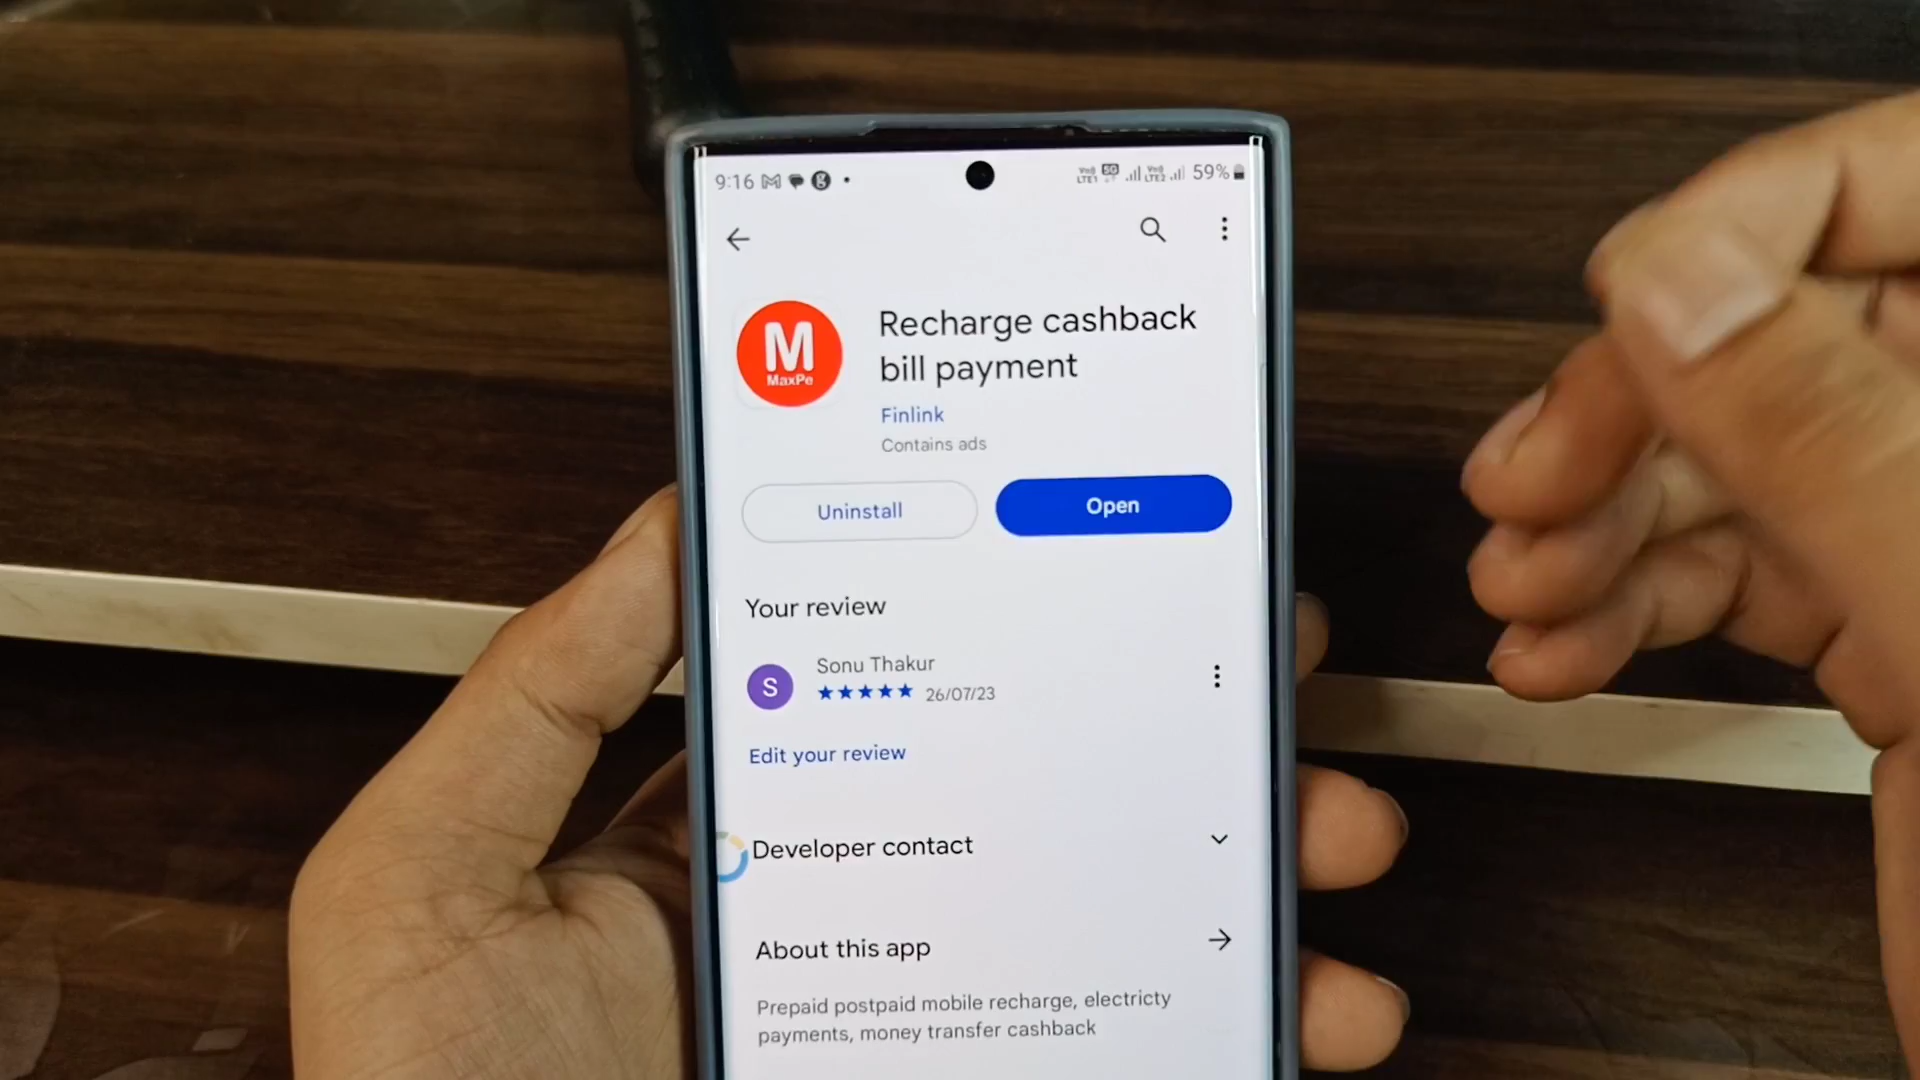 9:16 59%
M
MaxPe
Recharge cashback
bill payment
Finlink
Contains ads
Uninstall
Open
Your review
S
Sonu Thakur
26/07/23
Edit your review
Developer contact
About this app
Prepaid postpaid mobile recharge, electricty
payments, money transfer cashback